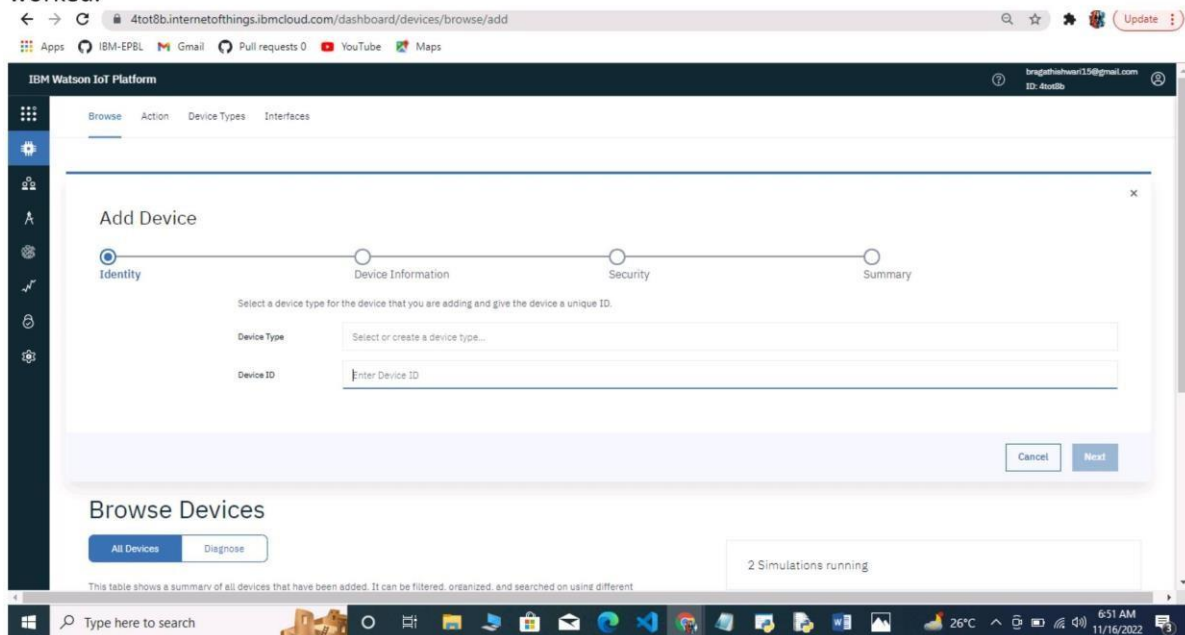 4tot8b.internetofthings.ibmcloud.com/dashboard/devices/browse/add Update
Apps IBM-EPBL Gmail Pull requests 0 YouTube Maps
IBM Watson IoT Platform bragathishwari15@gmail.com
ID: 4tot8b
Browse Action Device Types Interfaces
Add Device
Identity Device Information Security Summary
Select a device type for the device that you are adding and give the device a unique ID.
Device Type Select or create a device type...
Device ID Enter Device ID
Cancel Next
Browse Devices
All Devices Diagnose
2 Simulations running
This table shows a summary of all devices that have been added. It can be filtered, organized, and searched on using different
Type here to search 26°C 6:51 AM
11/16/2022 3